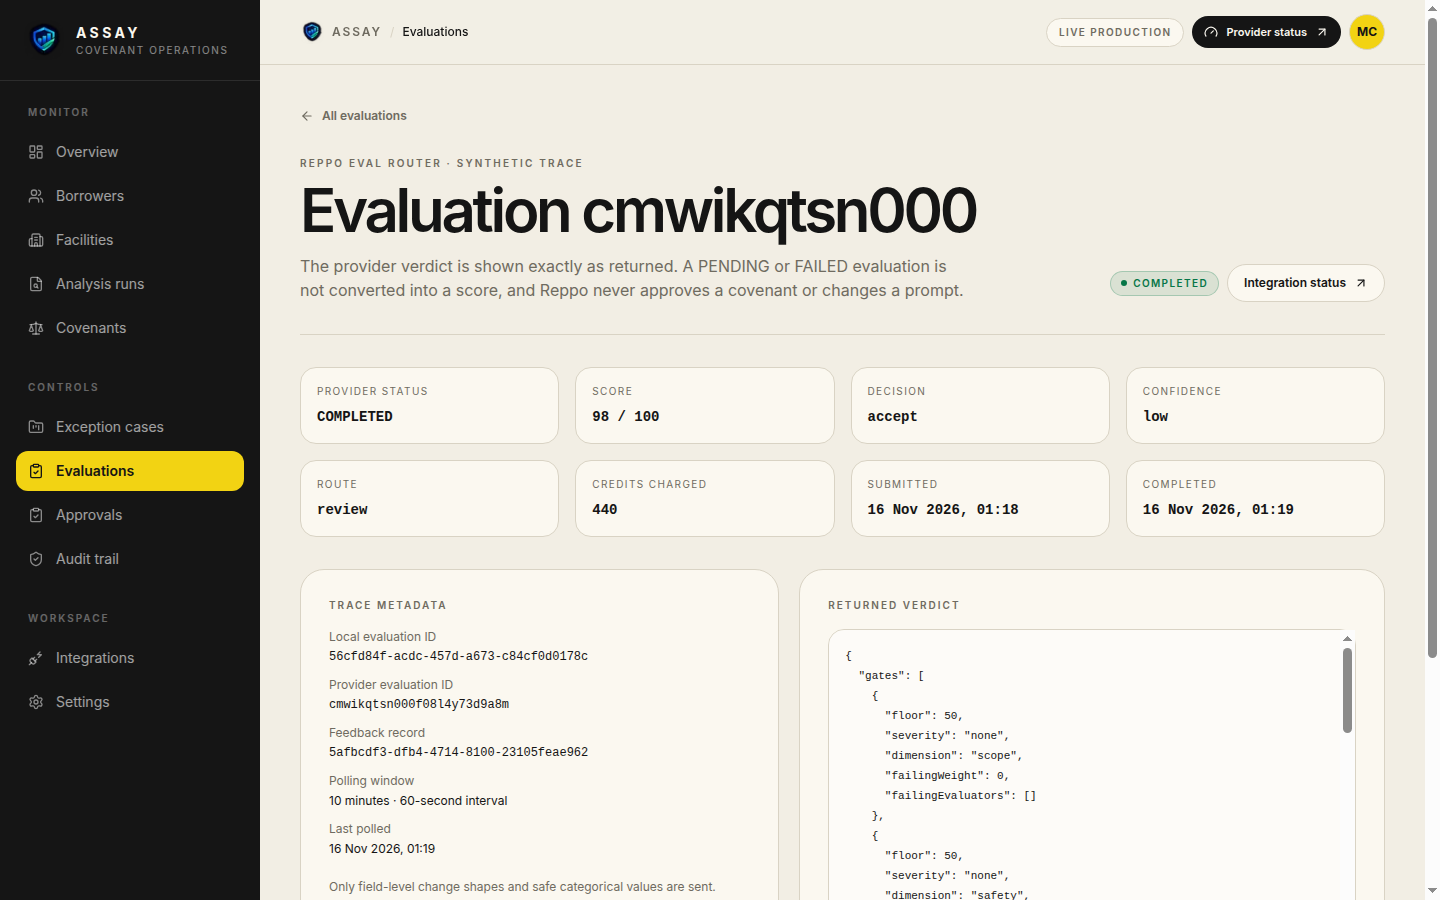 ASSAY
COVENANT OPERATIONS
MONITOR
Overview
Borrowers
Facilities
Analysis runs
Covenants
CONTROLS
Exception cases
Evaluations
Approvals
Audit trail
WORKSPACE
Integrations
Settings
ASSAY / Evaluations
LIVE PRODUCTION
Provider status
MC
All evaluations
REPPO EVAL ROUTER · SYNTHETIC TRACE
Evaluation cmwikqtsn000
The provider verdict is shown exactly as returned. A PENDING or FAILED evaluation is
not converted into a score, and Reppo never approves a covenant or changes a prompt.
COMPLETED
Integration status
PROVIDER STATUS
COMPLETED
SCORE
98 / 100
DECISION
accept
CONFIDENCE
low
ROUTE
review
CREDITS CHARGED
440
SUBMITTED
16 Nov 2026, 01:18
COMPLETED
16 Nov 2026, 01:19
TRACE METADATA
Local evaluation ID
56cfd84f-acdc-457d-a673-c84cf0d0178c
Provider evaluation ID
cmwikqtsn000f08l4y73d9a8m
Feedback record
5afbcdf3-dfb4-4714-8100-23105feae962
Polling window
10 minutes · 60-second interval
Last polled
16 Nov 2026, 01:19
Only field-level change shapes and safe categorical values are sent.
RETURNED VERDICT
{
"gates": [
{
"floor": 50,
"severity": "none",
"dimension": "scope",
"failingWeight": 0,
"failingEvaluators": []
},
{
"floor": 50,
"severity": "none",
"dimension": "safety",